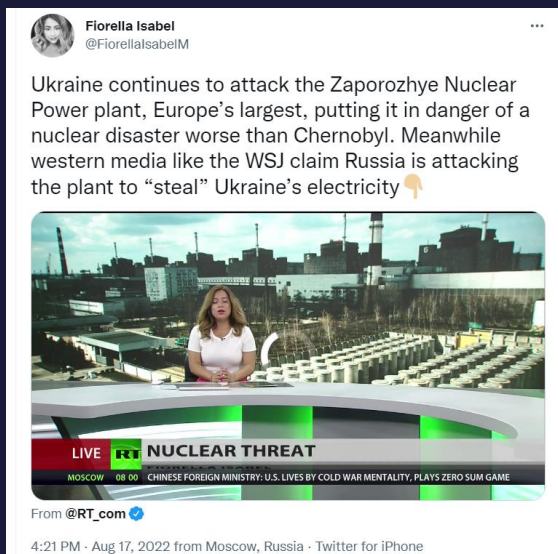 Fiorella Isabel
@FiorellaIsabelM
Ukraine continues to attack the Zaporozhye Nuclear
Power plant, Europe's largest, putting it in danger of a
nuclear disaster worse than Chernobyl. Meanwhile
western media like the WSJ claim Russia is attacking
the plant to “steal” Ukraine's electricity👇🏼
LIVE RT NUCLEAR THREAT
FIORELLA ISABEL
MOSCOW 08 00 CHINESE FOREIGN MINISTRY: U.S. LIVES BY COLD WAR MENTALITY, PLAYS ZERO SUM GAME
From @RT_com
4:21 PM · Aug 17, 2022 from Moscow, Russia · Twitter for iPhone